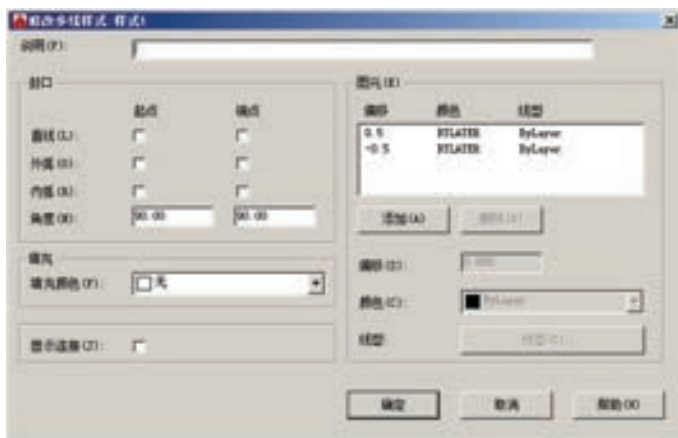 修改多线样式:样式1
说明(P):
封口
起点 端点
直线(L):
外弧(O):
内弧(R):
角度(N): 90.00 90.00
填充
填充颜色(F): 无
显示连接(J):
图元(E)
偏移 颜色 线型
0.5 BYLAYER ByLayer
-0.5 BYLAYER ByLayer
添加(A) 删除(D)
偏移(S): 0.000
颜色(C): ByLayer
线型: 线型(Y)...
确定 取消 帮助(H)